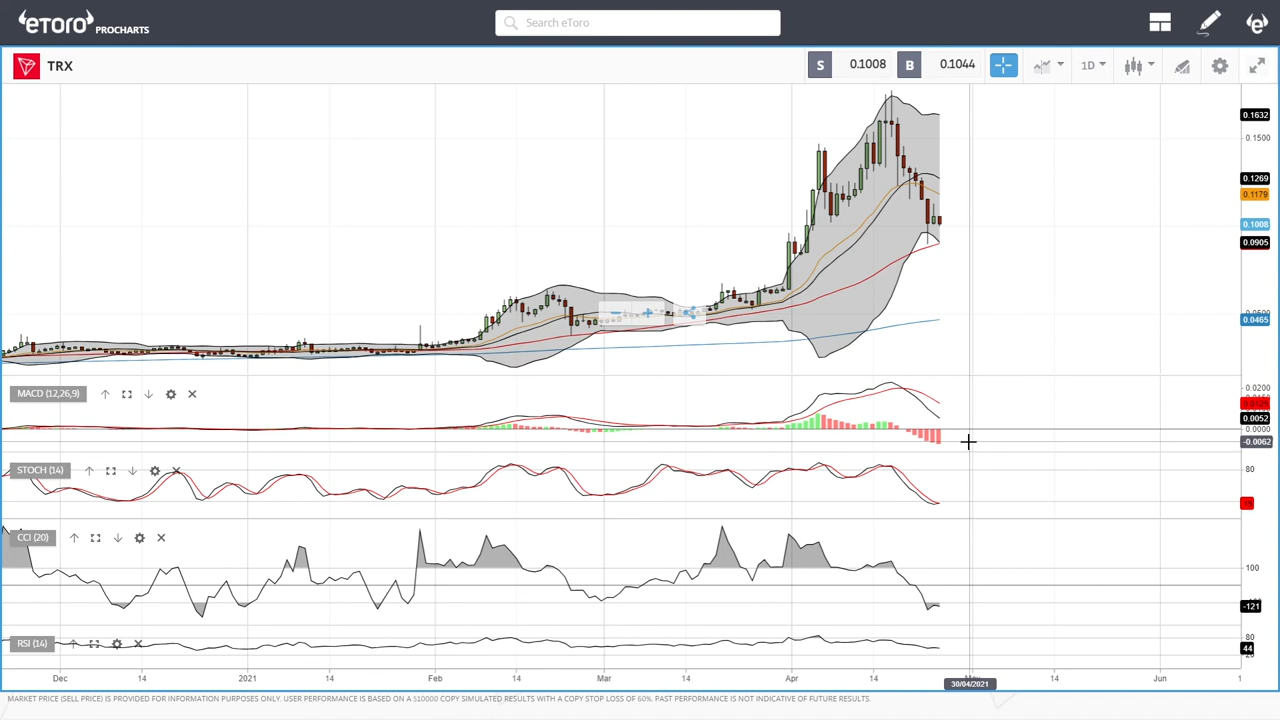 eToro PROCHARTS
Search eToro
TRX
S 0.1008 B 0.1044
1D
0.1632
0.1500
0.1269
0.1179
0.1008
0.0905
0.0465
MACD (12,26,9)
0.0200
0.0052
0.0000
-0.0062
STOCH (14)
80
CCI (20)
100
-121
RSI (14)
80
44
Dec 14 2021 14 Feb 14 Mar 14 Apr 14 14 Jun 1
30/04/2021
MARKET PRICE (SELL PRICE) IS PROVIDED FOR INFORMATION PURPOSES ONLY. USER PERFORMANCE IS BASED ON A $10000 COPY SIMULATED RESULTS WITH A COPY STOP LOSS OF 60%. PAST PERFORMANCE IS NOT INDICATIVE OF FUTURE RESULTS.